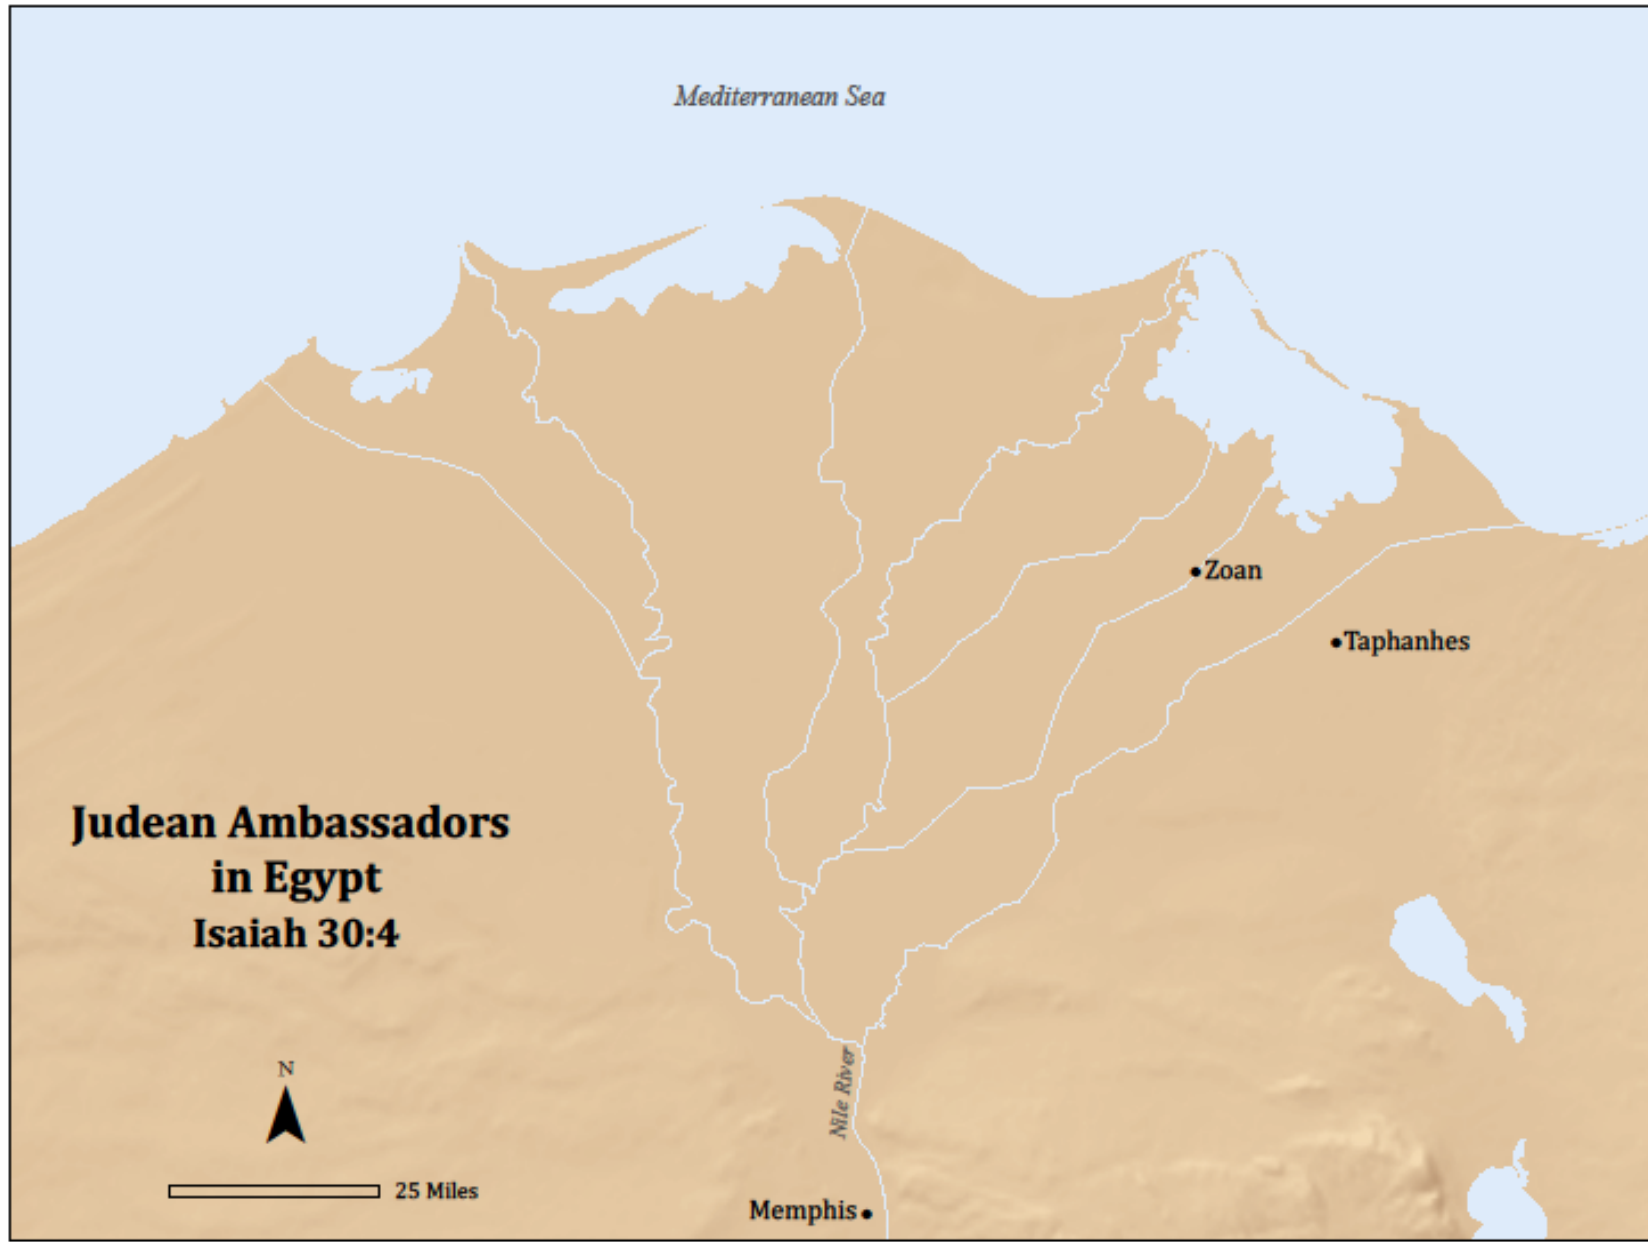 Mediterranean Sea
Zoan
Taphanhes
Judean Ambassadors
in Egypt
Isaiah 30:4
N
Nile River
25 Miles
Memphis